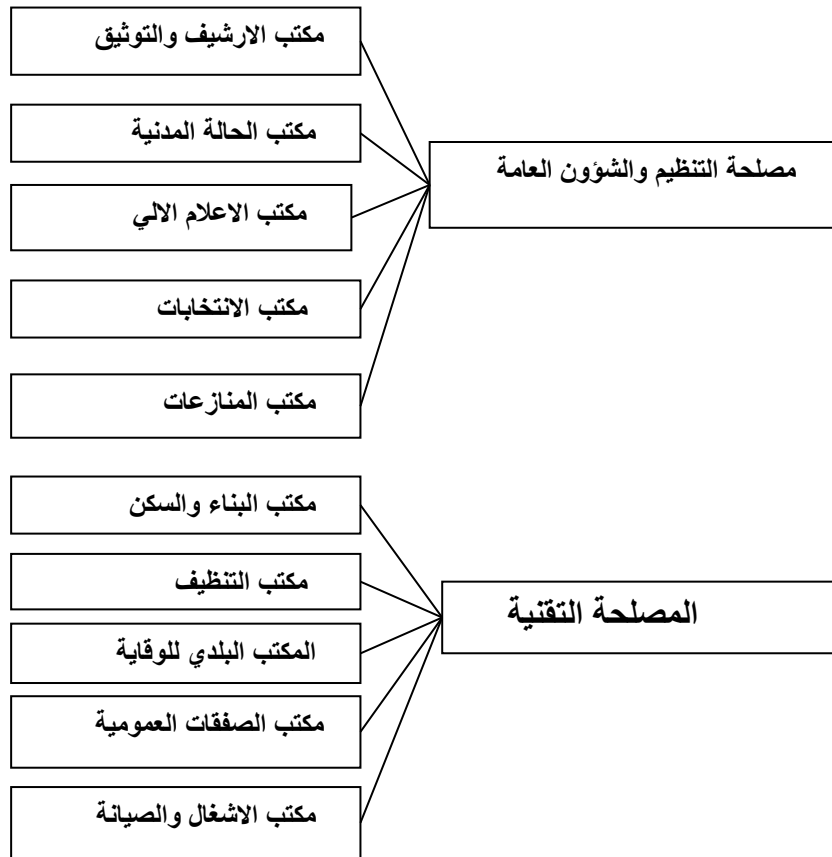 مصلحة التنظيم والشؤون العامة
مكتب الارشيف والتوثيق
مكتب الحالة المدنية
مكتب الاعلام الالي
مكتب الانتخابات
مكتب المنازعات
المصلحة التقنية
مكتب البناء والسكن
مكتب التنظيف
المكتب البلدي للوقاية
مكتب الصفقات العمومية
مكتب الاشغال والصيانة